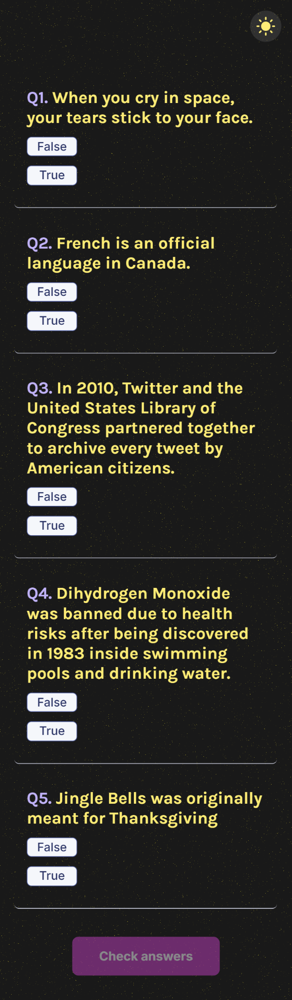 Q1. When you cry in space,
your tears stick to your face.
False
True
Q2. French is an official
language in Canada.
False
True
Q3. In 2010, Twitter and the
United States Library of
Congress partnered together
to archive every tweet by
American citizens.
False
True
Q4. Dihydrogen Monoxide
was banned due to health
risks after being discovered
in 1983 inside swimming
pools and drinking water.
False
True
Q5. Jingle Bells was originally
meant for Thanksgiving
False
True
Check answers